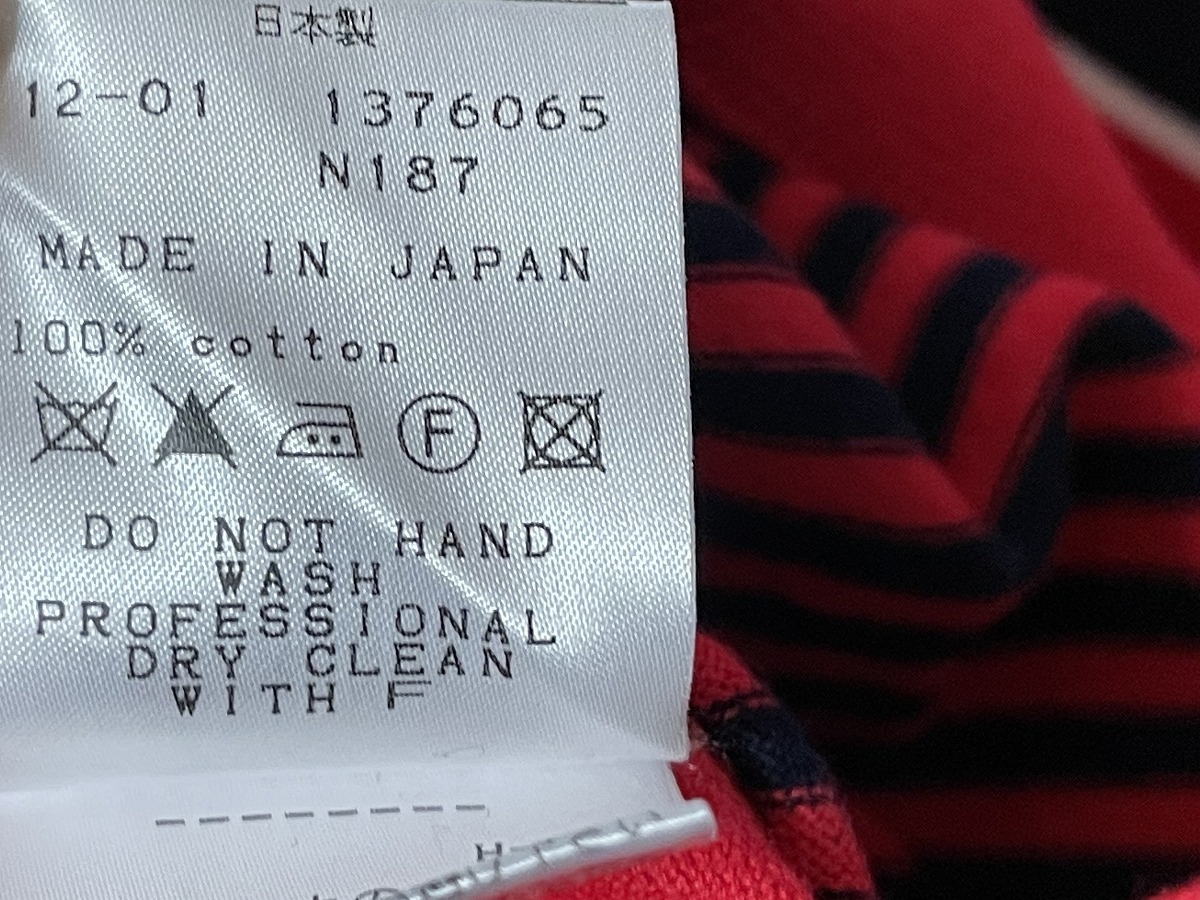 日本製
12-01 1376065
N187
MADE IN JAPAN
100% cotton
F
DO NOT HAND
WASH
PROFESSIONAL
DRY CLEAN
WITH F